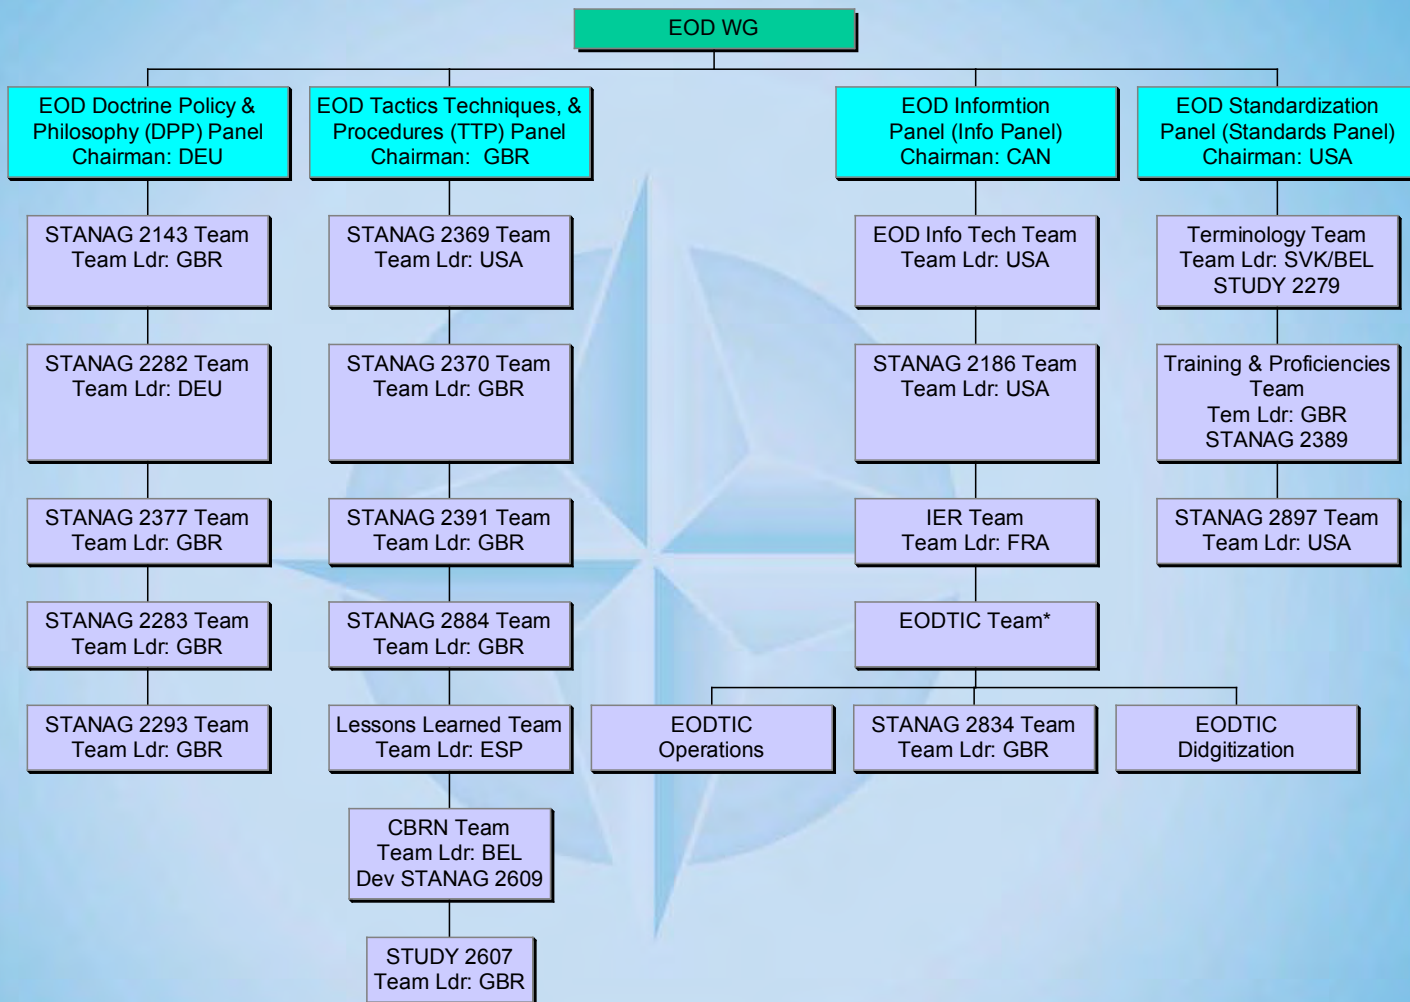 EOD WG
EOD Doctrine Policy &
Philosophy (DPP) Panel
Chairman: DEU
STANAG 2143 Team
Team Ldr: GBR
STANAG 2282 Team
Team Ldr: DEU
STANAG 2377 Team
Team Ldr: GBR
STANAG 2283 Team
Team Ldr: GBR
STANAG 2293 Team
Team Ldr: GBR
EOD Tactics Techniques, &
Procedures (TTP) Panel
Chairman: GBR
STANAG 2369 Team
Team Ldr: USA
STANAG 2370 Team
Team Ldr: GBR
STANAG 2391 Team
Team Ldr: GBR
STANAG 2884 Team
Team Ldr: GBR
Lessons Learned Team
Team Ldr: ESP
CBRN Team
Team Ldr: BEL
Dev STANAG 2609
STUDY 2607
Team Ldr: GBR
EOD Informtion
Panel (Info Panel)
Chairman: CAN
EOD Info Tech Team
Team Ldr: USA
STANAG 2186 Team
Team Ldr: USA
IER Team
Team Ldr: FRA
EODTIC Team*
EODTIC
Operations
STANAG 2834 Team
Team Ldr: GBR
EODTIC
Didgitization
EOD Standardization
Panel (Standards Panel)
Chairman: USA
Terminology Team
Team Ldr: SVK/BEL
STUDY 2279
Training & Proficiencies
Team
Tem Ldr: GBR
STANAG 2389
STANAG 2897 Team
Team Ldr: USA